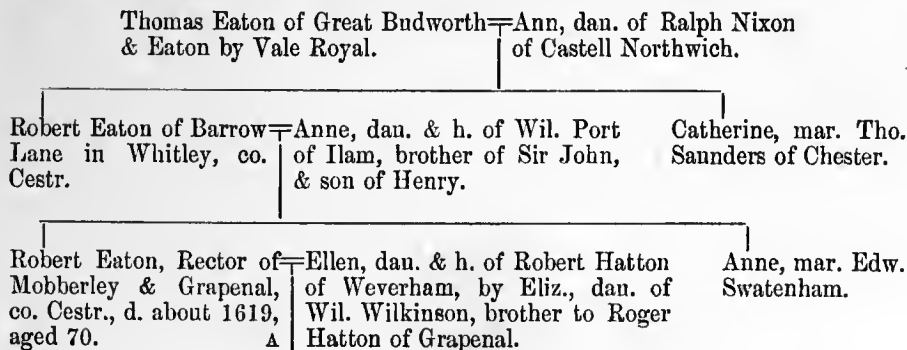 Thomas Eaton of Great Budworth Ann, dau. of Ralph Nixon
& Eaton by Vale Royal. of Castell Northwich.
Robert Eaton of Barrow Anne, dau. & h. of Wil. Port Catherine, mar. Tho.
Lane in Whitley, co. of Ilam, brother of Sir John, Saunders of Chester.
Cestr. & son of Henry.
Robert Eaton, Rector of Ellen, dau. & h. of Robert Hatton Anne, mar. Edw.
Mobberley & Grapenal, of Weverham, by Eliz., dau. of Swatenham.
co. Cestr., d. about 1619, Wil. Wilkinson, brother to Roger
aged 70. A Hatton of Grapenal.